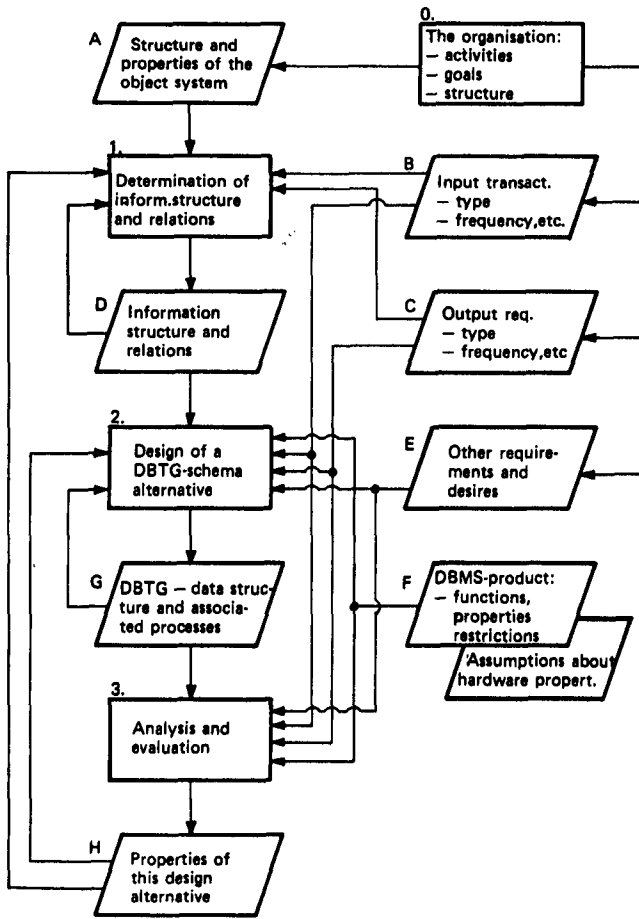 0.
A
Structure and
properties of the
object system
The organisation:
— activities
— goals
— structure
1.
Determination of
inform.structure
and relations
B
Input transact.
— type
— frequency,etc.
D
Information
structure and
relations
C
Output req.
— type
— frequency,etc
2.
Design of a
DBTG-schema
alternative
E
Other require-
ments and
desires
G
DBTG — data struc-
ture and associa-
ted processes
F
DBMS-product:
— functions,
properties
restrictions
Assumptions about
hardware propert.
3.
Analysis and
evaluation
H
Properties of
this design
alternative